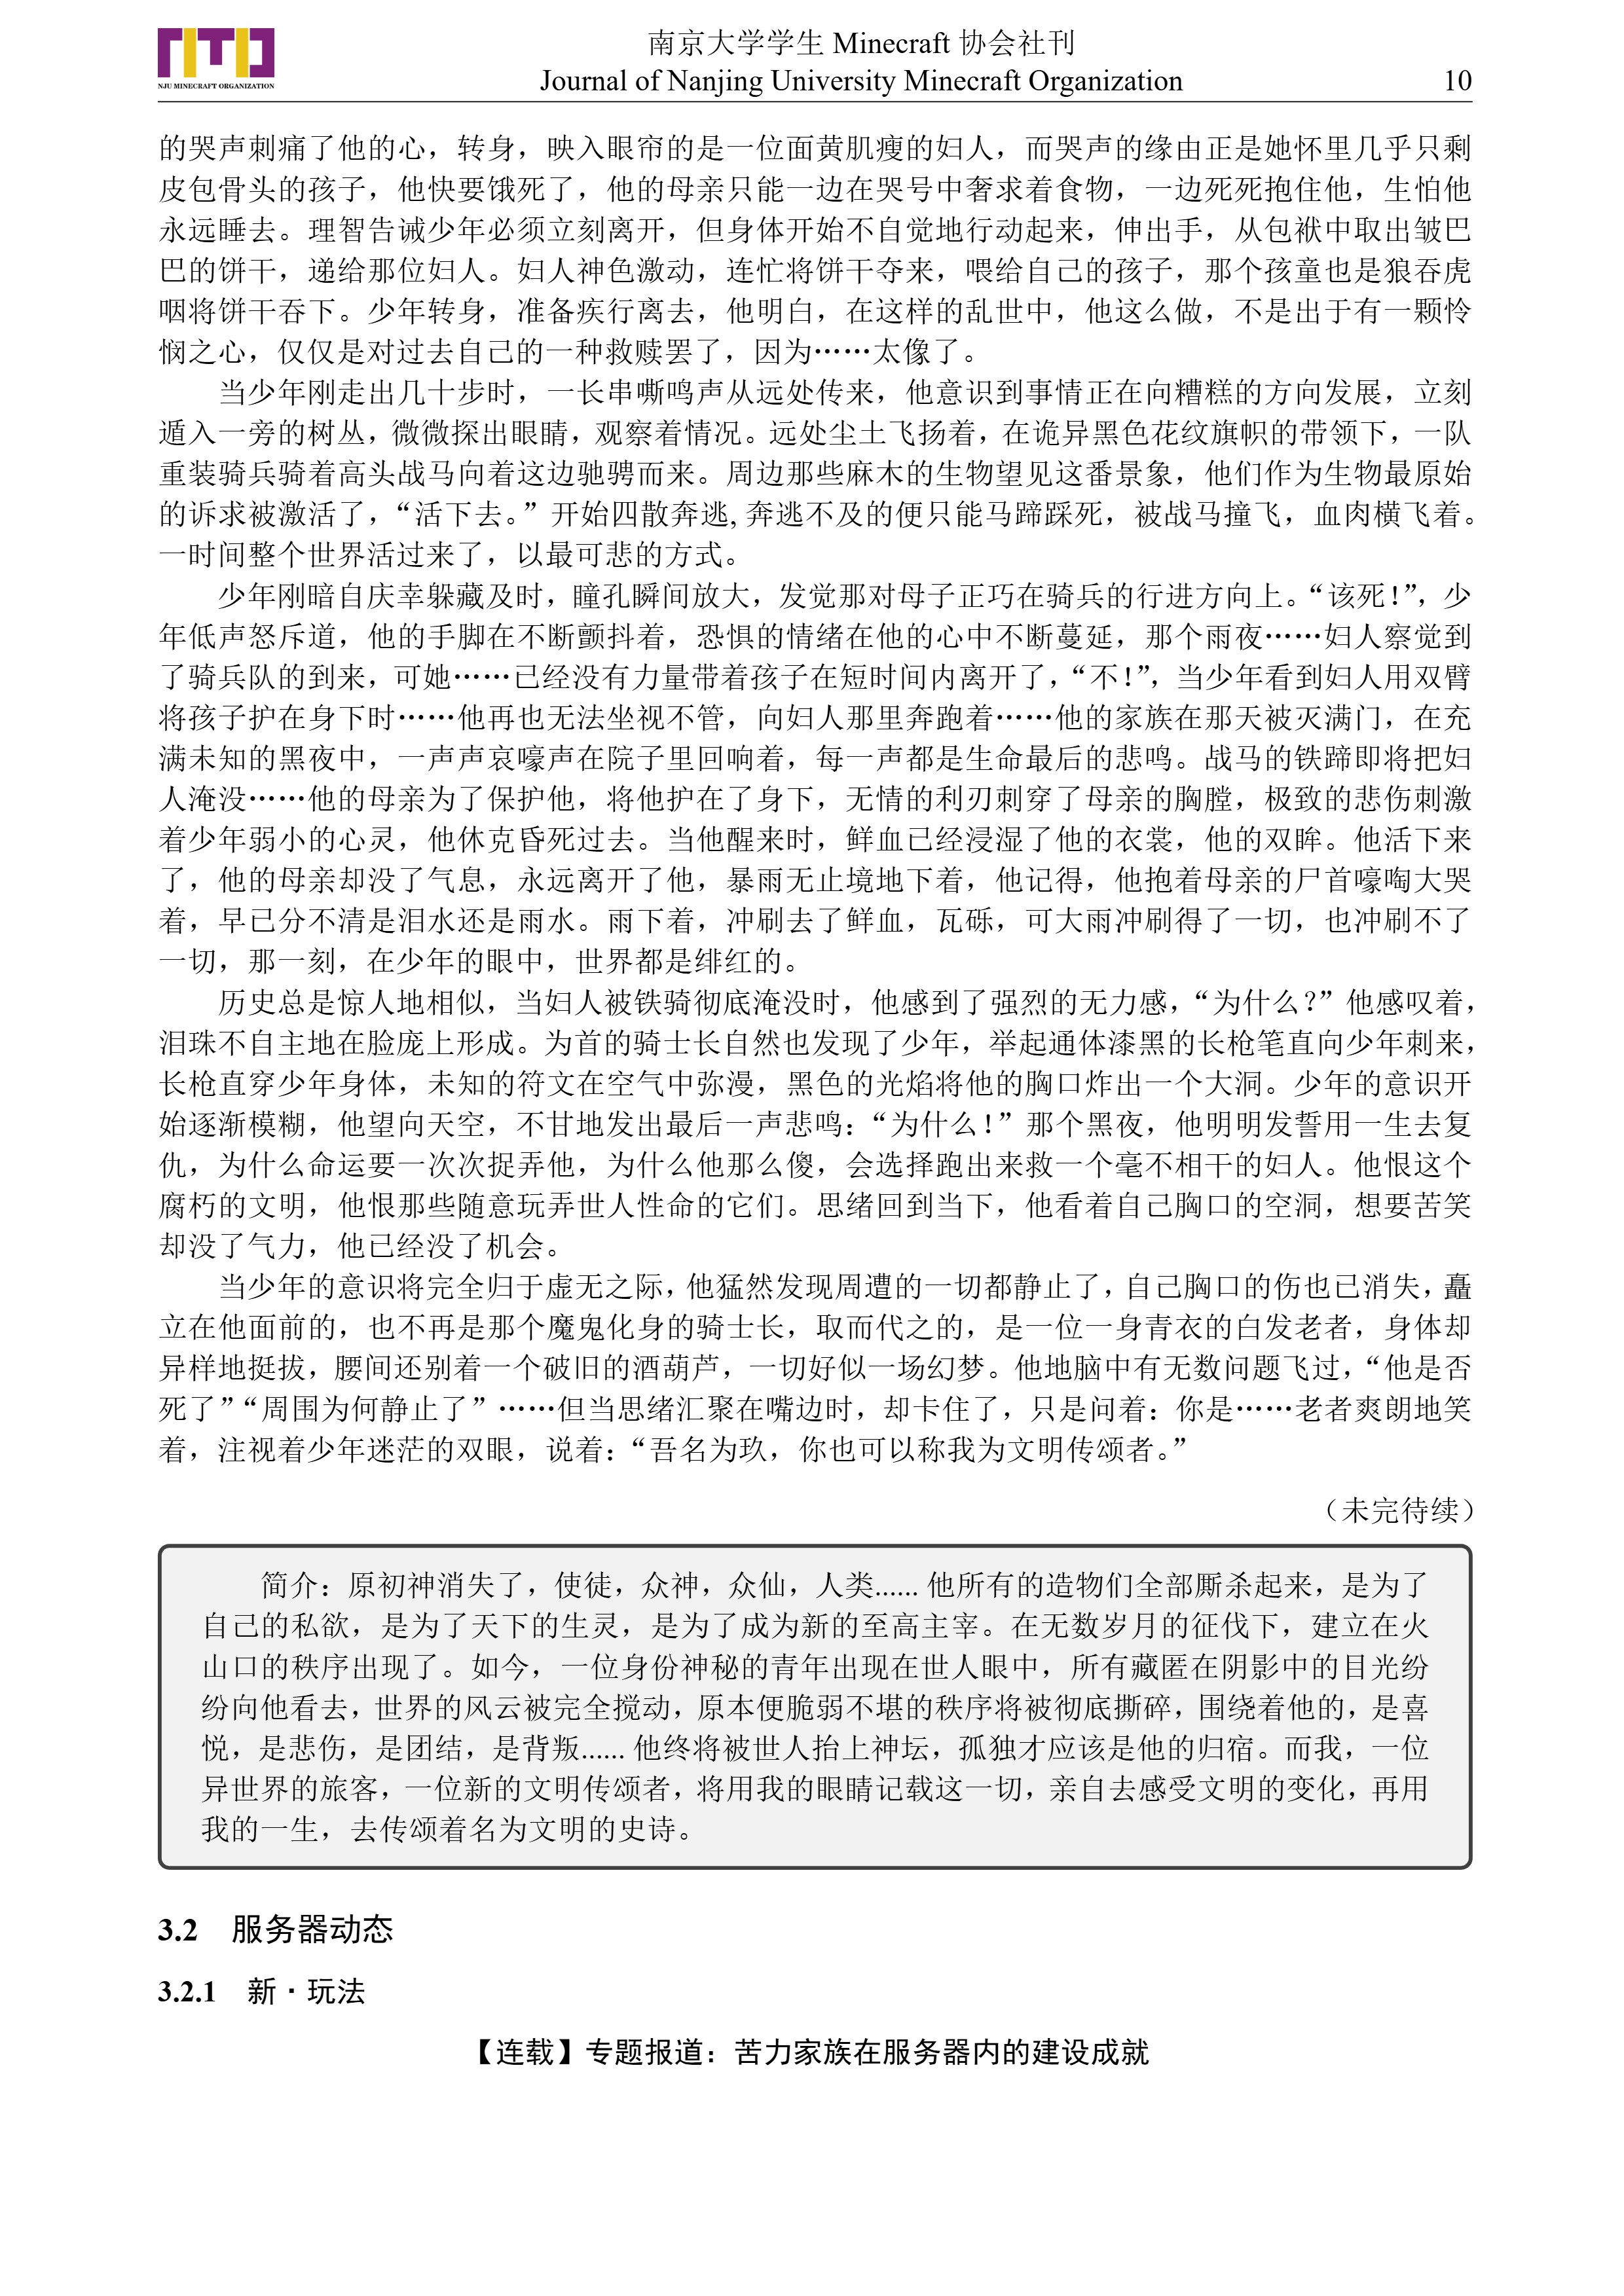 南京大学学生 Minecraft 协会社刊
Journal of Nanjing University Minecraft Organization
10
NJU MINECRAFT ORGANIZATION
的哭声刺痛了他的心，转身，映入眼帘的是一位面黄肌瘦的妇人，而哭声的缘由正是她怀里几乎只剩
皮包骨头的孩子，他快要饿死了，他的母亲只能一边在哭号中奢求着食物，一边死死抱住他，生怕他
永远睡去。理智告诫少年必须立刻离开，但身体开始不自觉地行动起来，伸出手，从包袱中取出皱巴
巴的饼干，递给那位妇人。妇人神色激动，连忙将饼干夺来，喂给自己的孩子，那个孩童也是狼吞虎
咽将饼干吞下。少年转身，准备疾行离去，他明白，在这样的乱世中，他这么做，不是出于有一颗怜
悯之心，仅仅是对过去自己的一种救赎罢了，因为……太像了。
当少年刚走出几十步时，一长串嘶鸣声从远处传来，他意识到事情正在向糟糕的方向发展，立刻
遁入一旁的树丛，微微探出眼睛，观察着情况。远处尘土飞扬着，在诡异黑色花纹旗帜的带领下，一队
重装骑兵骑着高头战马向着这边驰骋而来。周边那些麻木的生物望见这番景象，他们作为生物最原始
的诉求被激活了，“活下去。”开始四散奔逃, 奔逃不及的便只能马蹄踩死，被战马撞飞，血肉横飞着。
一时间整个世界活过来了，以最可悲的方式。
少年刚暗自庆幸躲藏及时，瞳孔瞬间放大，发觉那对母子正巧在骑兵的行进方向上。“该死！”，少
年低声怒斥道，他的手脚在不断颤抖着，恐惧的情绪在他的心中不断蔓延，那个雨夜……妇人察觉到
了骑兵队的到来，可她……已经没有力量带着孩子在短时间内离开了，“不！”，当少年看到妇人用双臂
将孩子护在身下时……他再也无法坐视不管，向妇人那里奔跑着……他的家族在那天被灭满门，在充
满未知的黑夜中，一声声哀嚎声在院子里回响着，每一声都是生命最后的悲鸣。战马的铁蹄即将把妇
人淹没……他的母亲为了保护他，将他护在了身下，无情的利刃刺穿了母亲的胸膛，极致的悲伤刺激
着少年弱小的心灵，他休克昏死过去。当他醒来时，鲜血已经浸湿了他的衣裳，他的双眸。他活下来
了，他的母亲却没了气息，永远离开了他，暴雨无止境地下着，他记得，他抱着母亲的尸首嚎啕大哭
着，早已分不清是泪水还是雨水。雨下着，冲刷去了鲜血，瓦砾，可大雨冲刷得了一切，也冲刷不了
一切，那一刻，在少年的眼中，世界都是绯红的。
历史总是惊人地相似，当妇人被铁骑彻底淹没时，他感到了强烈的无力感，“为什么？”他感叹着，
泪珠不自主地在脸庞上形成。为首的骑士长自然也发现了少年，举起通体漆黑的长枪笔直向少年刺来，
长枪直穿少年身体，未知的符文在空气中弥漫，黑色的光焰将他的胸口炸出一个大洞。少年的意识开
始逐渐模糊，他望向天空，不甘地发出最后一声悲鸣：“为什么！”那个黑夜，他明明发誓用一生去复
仇，为什么命运要一次次捉弄他，为什么他那么傻，会选择跑出来救一个毫不相干的妇人。他恨这个
腐朽的文明，他恨那些随意玩弄世人性命的它们。思绪回到当下，他看着自己胸口的空洞，想要苦笑
却没了气力，他已经没了机会。
当少年的意识将完全归于虚无之际，他猛然发现周遭的一切都静止了，自己胸口的伤也已消失，矗
立在他面前的，也不再是那个魔鬼化身的骑士长，取而代之的，是一位一身青衣的白发老者，身体却
异样地挺拔，腰间还别着一个破旧的酒葫芦，一切好似一场幻梦。他地脑中有无数问题飞过，“他是否
死了”“周围为何静止了”……但当思绪汇聚在嘴边时，却卡住了，只是问着：你是……老者爽朗地笑
着，注视着少年迷茫的双眼，说着：“吾名为玖，你也可以称我为文明传颂者。”
（未完待续）
简介：原初神消失了，使徒，众神，众仙，人类...... 他所有的造物们全部厮杀起来，是为了
自己的私欲，是为了天下的生灵，是为了成为新的至高主宰。在无数岁月的征伐下，建立在火
山口的秩序出现了。如今，一位身份神秘的青年出现在世人眼中，所有藏匿在阴影中的目光纷
纷向他看去，世界的风云被完全搅动，原本便脆弱不堪的秩序将被彻底撕碎，围绕着他的，是喜
悦，是悲伤，是团结，是背叛...... 他终将被世人抬上神坛，孤独才应该是他的归宿。而我，一位
异世界的旅客，一位新的文明传颂者，将用我的眼睛记载这一切，亲自去感受文明的变化，再用
我的一生，去传颂着名为文明的史诗。
3.2 服务器动态
3.2.1 新·玩法
【连载】专题报道：苦力家族在服务器内的建设成就